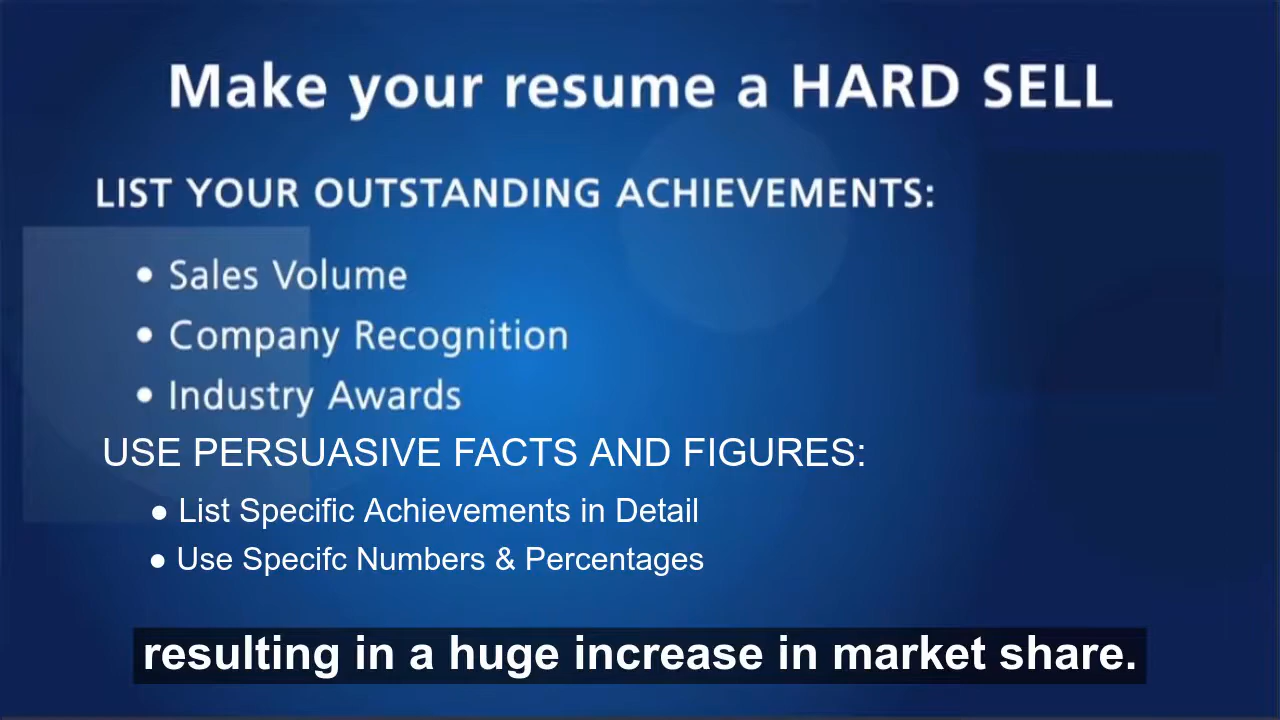 Make your resume a HARD SELL
LIST YOUR OUTSTANDING ACHIEVEMENTS:
• Sales Volume
• Company Recognition
• Industry Awards
USE PERSUASIVE FACTS AND FIGURES:
• List Specific Achievements in Detail
• Use Specifc Numbers & Percentages
resulting in a huge increase in market share.